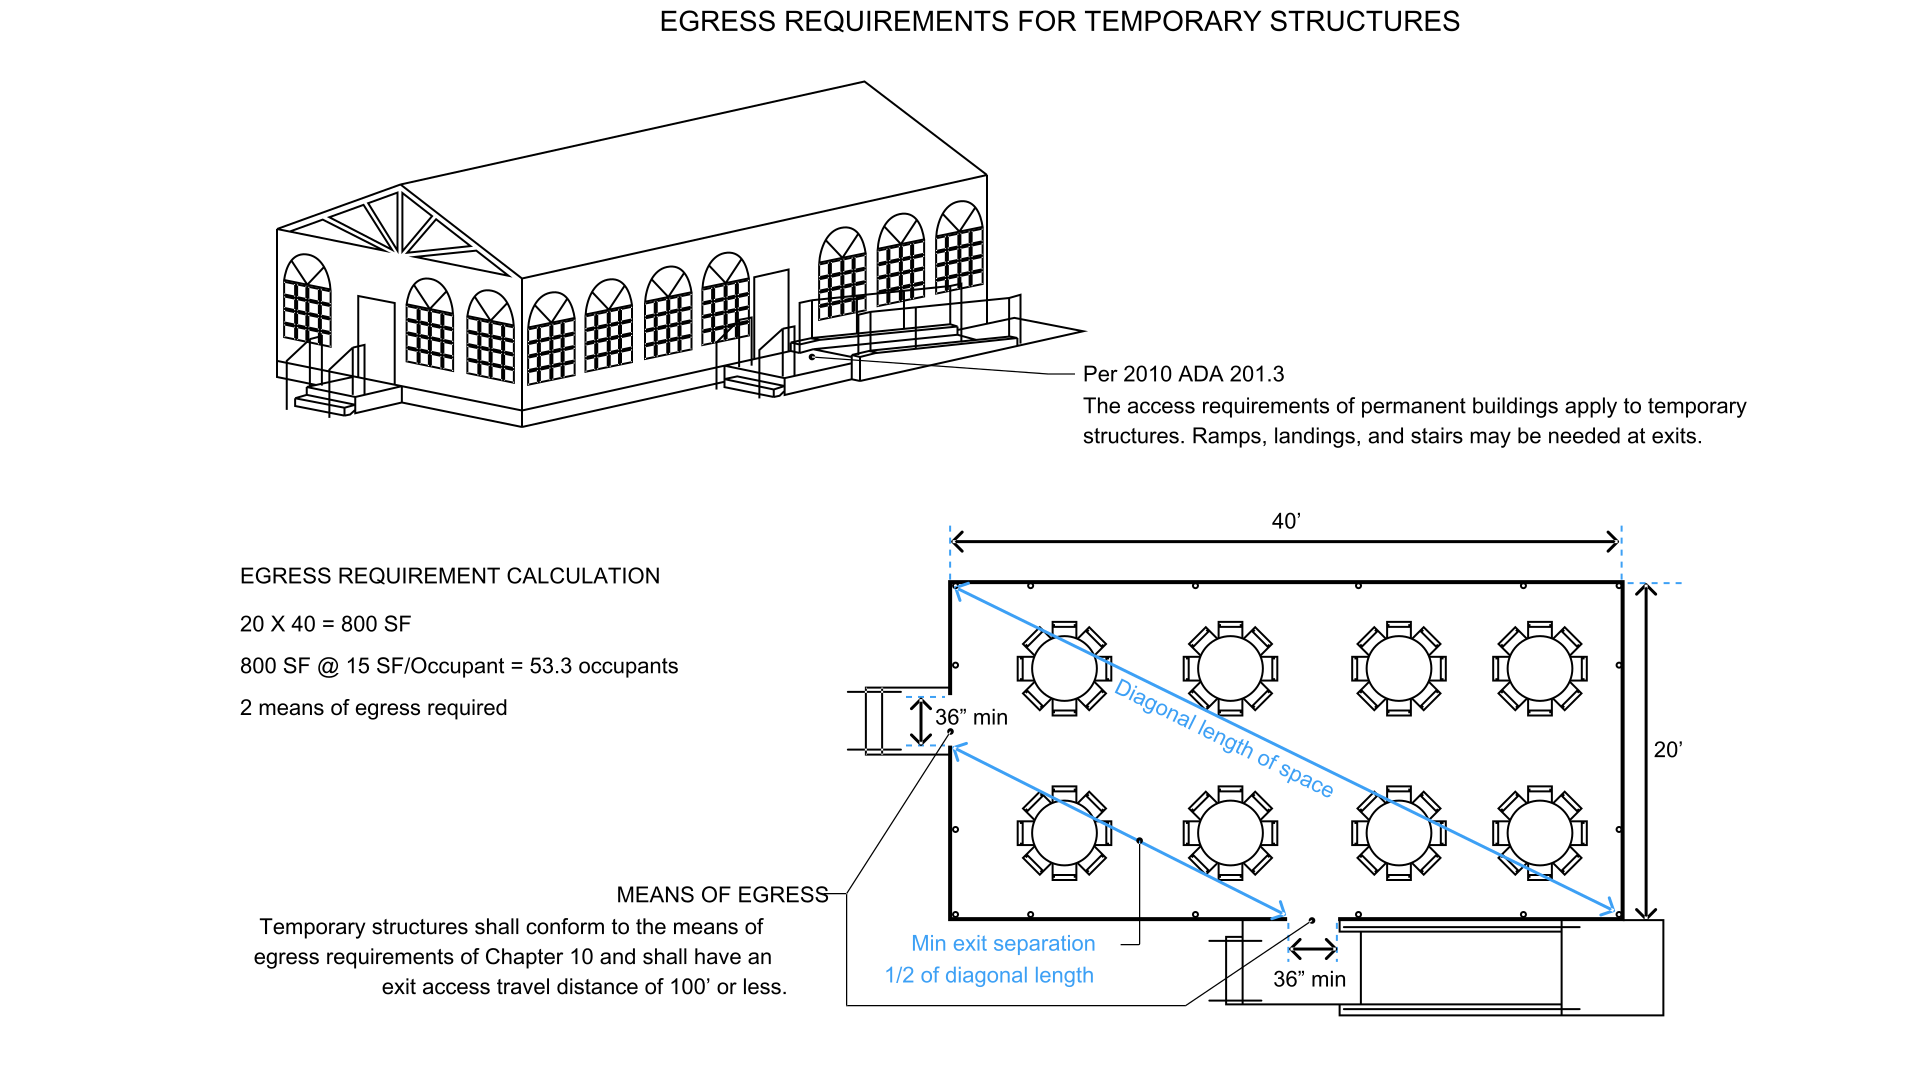 EGRESS REQUIREMENTS FOR TEMPORARY STRUCTURES
Per 2010 ADA 201.3
The access requirements of permanent buildings apply to temporary
structures. Ramps, landings, and stairs may be needed at exits.
EGRESS REQUIREMENT CALCULATION
20 X 40 = 800 SF
800 SF @ 15 SF/Occupant = 53.3 occupants
2 means of egress required
40’
20’
36” min
Diagonal length of space
MEANS OF EGRESS
Temporary structures shall conform to the means of
egress requirements of Chapter 10 and shall have an
exit access travel distance of 100’ or less.
Min exit separation
1/2 of diagonal length
36” min